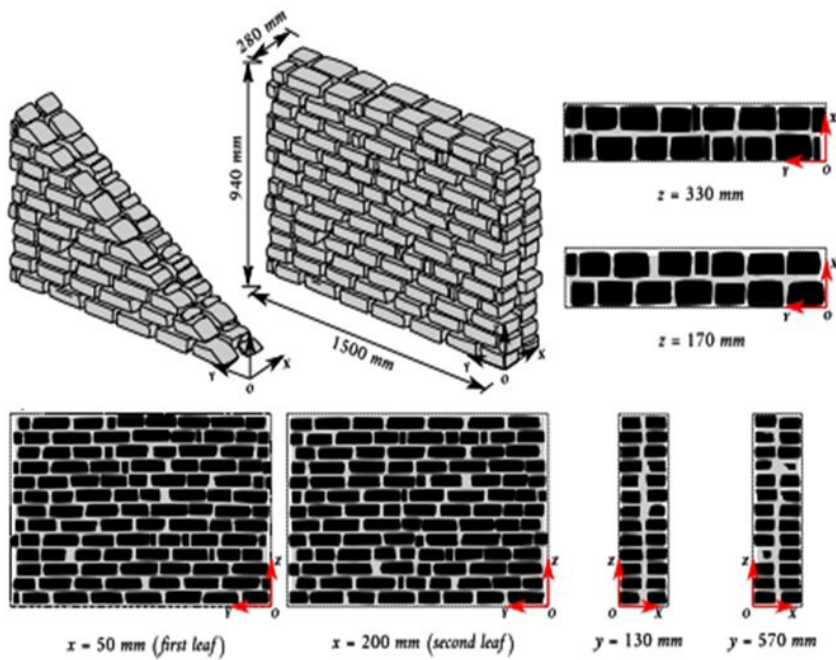 280 mm
940 mm
1500 mm
Y
X
O
Y
X
O
X
Y
O
z = 330 mm
X
Y
O
z = 170 mm
Z
Y
O
x = 50 mm (first leaf)
Z
Y
O
x = 200 mm (second leaf)
Z
O
X
y = 130 mm
Z
O
X
y = 570 mm